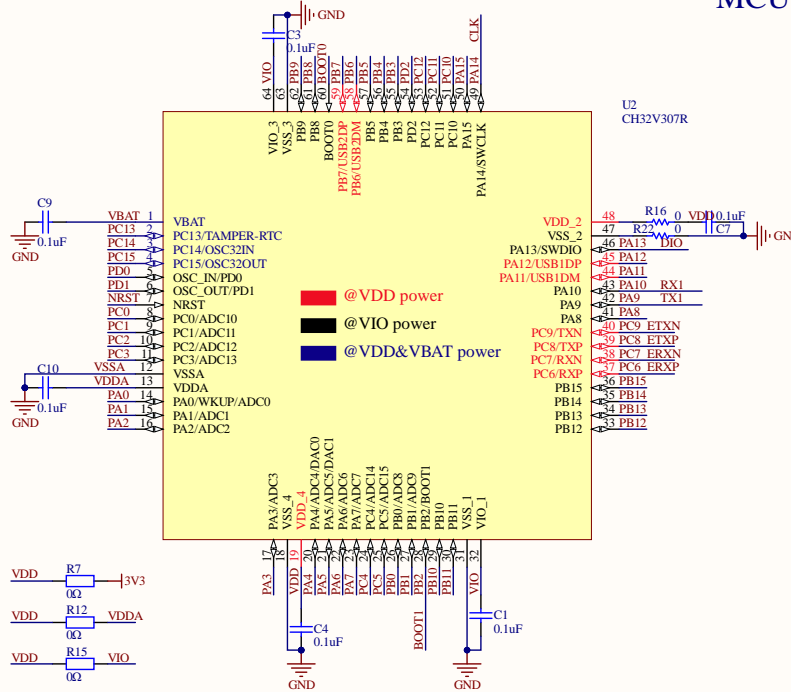 MCU
GND
C3
0.1uF
CLK
VIO
PB9
PB8
BOOT0
PB7
PB6
PB5
PB4
PB3
PD2
PC12
PC11
PC10
PA15
PA14
64
63
62
61
60
59
58
57
56
55
54
53
52
51
50
49
VIO_3
VSS_3
PB9
PB8
BOOT0
PB7/USB2DP
PB6/USB2DM
PB5
PB4
PB3
PD2
PC12
PC11
PC10
PA15
PA14/SWCLK
U2
CH32V307R
C9
0.1uF
GND
VBAT 1 VBAT
PC13 2 PC13/TAMPER-RTC
PC14 3 PC14/OSC32IN
PC15 4 PC15/OSC32OUT
PD0 5 OSC_IN/PD0
PD1 6 OSC_OUT/PD1
NRST 7 NRST
PC0 8 PC0/ADC10
PC1 9 PC1/ADC11
PC2 10 PC2/ADC12
PC3 11 PC3/ADC13
VSSA 12 VSSA
VDDA 13 VDDA
PA0 14 PA0/WKUP/ADC0
PA1 15 PA1/ADC1
PA2 16 PA2/ADC2
C10
0.1uF
GND
@VDD power
@VIO power
@VDD&VBAT power
VDD_2 48 R16 0 VDD 0.1uF
VSS_2 47 R22 0 C7
GN
PA13/SWDIO 46 PA13 DIO
PA12/USB1DP 45 PA12
PA11/USB1DM 44 PA11
PA10 43 PA10 RX1
PA9 42 PA9 TX1
PA8 41 PA8
PC9/TXN 40 PC9 ETXN
PC8/TXP 39 PC8 ETXP
PC7/RXN 38 PC7 ERXN
PC6/RXP 37 PC6 ERXP
PB15 36 PB15
PB14 35 PB14
PB13 34 PB13
PB12 33 PB12
PA3/ADC3
VSS_4
VDD_4
PA4/ADC4/DAC0
PA5/ADC5/DAC1
PA6/ADC6
PA7/ADC7
PC4/ADC14
PC5/ADC15
PB0/ADC8
PB1/ADC9
PB2/BOOT1
PB10
PB11
VSS_1
VIO_1
17
18
19
20
21
22
23
24
25
26
27
28
29
30
31
32
PA3
VDD
PA4
PA5
PA6
PA7
PC4
PC5
PB0
PB1
PB2
PB10
PB11
VIO
BOOT1
C4
0.1uF
GND
C1
0.1uF
GND
VDD R7 3V3
0Ω
VDD R12 VDDA
0Ω
VDD R15 VIO
0Ω